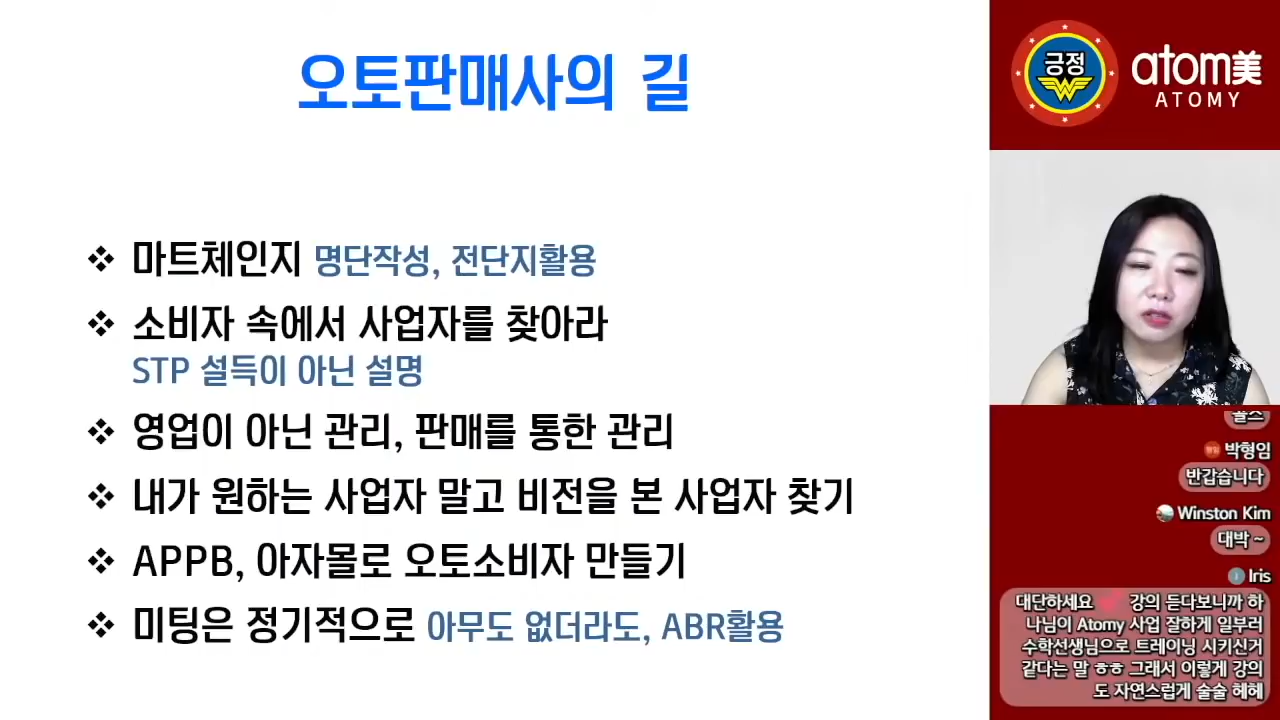 오토판매사의 길
마트체인지 명단작성, 전단지활용
소비자 속에서 사업자를 찾아라
STP 설득이 아닌 설명
영업이 아닌 관리, 판매를 통한 관리
내가 원하는 사업자 말고 비전을 본 사업자 찾기
APPB, 아자몰로 오토소비자 만들기
미팅은 정기적으로 아무도 없더라도, ABR활용
긍정
atom美
ATOMY
박형임
반갑습니다
Winston Kim
대박 ~
Iris
대단하세요 💕 강의 듣다보니까 하
나님이 Atomy 사업 잘하게 일부러
수학선생님으로 트레이닝 시키신거
같다는 말 ㅎㅎ 그래서 이렇게 강의
도 자연스럽게 술술 헤헤